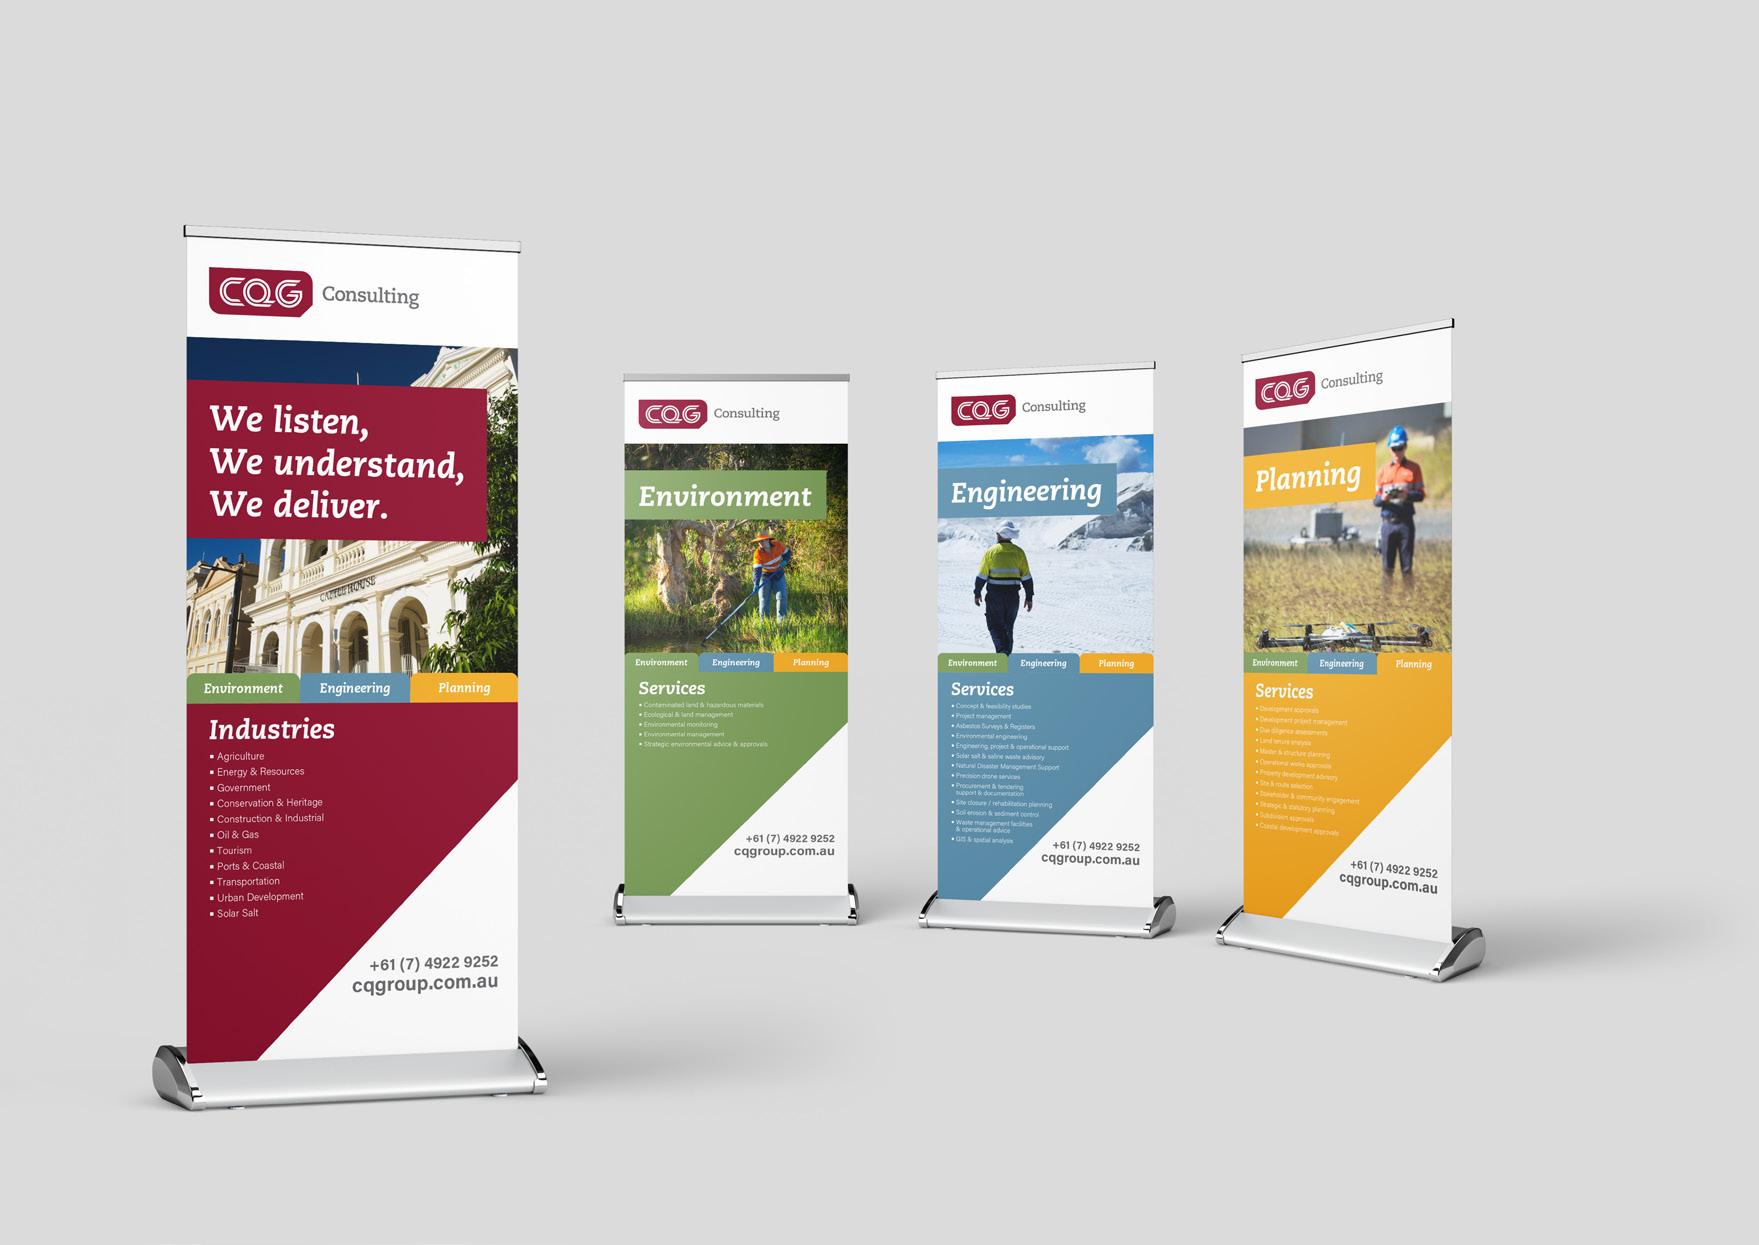 CQG Consulting
We listen,
We understand,
We deliver.
CATTLE HOUSE
Environment Engineering Planning
Industries
▪ Agriculture
▪ Energy & Resources
▪ Government
▪ Conservation & Heritage
▪ Construction & Industrial
▪ Oil & Gas
▪ Tourism
▪ Ports & Coastal
▪ Transportation
▪ Urban Development
▪ Solar Salt
+61 (7) 4922 9252
cqgroup.com.au
CQG Consulting
Environment
Environment Engineering Planning
Services
▪ Contaminated land & hazardous materials
▪ Ecological & land management
▪ Environmental monitoring
▪ Environmental management
▪ Strategic environmental advice & approvals
+61 (7) 4922 9252
cqgroup.com.au
CQG Consulting
Engineering
Environment Engineering Planning
Services
▪ Concept & feasibility studies
▪ Project management
▪ Asbestos Surveys & Registers
▪ Environmental engineering
▪ Engineering, project & operational support
▪ Solar salt & saline waste advisory
▪ Natural Disaster Management Support
▪ Precision drone services
▪ Procurement & tendering
support & documentation
▪ Site closure / rehabilitation planning
▪ Soil erosion & sediment control
▪ Waste management facilities
& operational advice
▪ GIS & spatial analysis
+61 (7) 4922 9252
cqgroup.com.au
CQG Consulting
Planning
Environment Engineering Planning
Services
▪ Development approvals
▪ Development project management
▪ Due diligence assessments
▪ Land tenure analysis
▪ Master & structure planning
▪ Operational works approvals
▪ Property development advisory
▪ Site & route selection
▪ Stakeholder & community engagement
▪ Strategic & statutory planning
▪ Subdivision approvals
▪ Coastal development approvals
+61 (7) 4922 9252
cqgroup.com.au